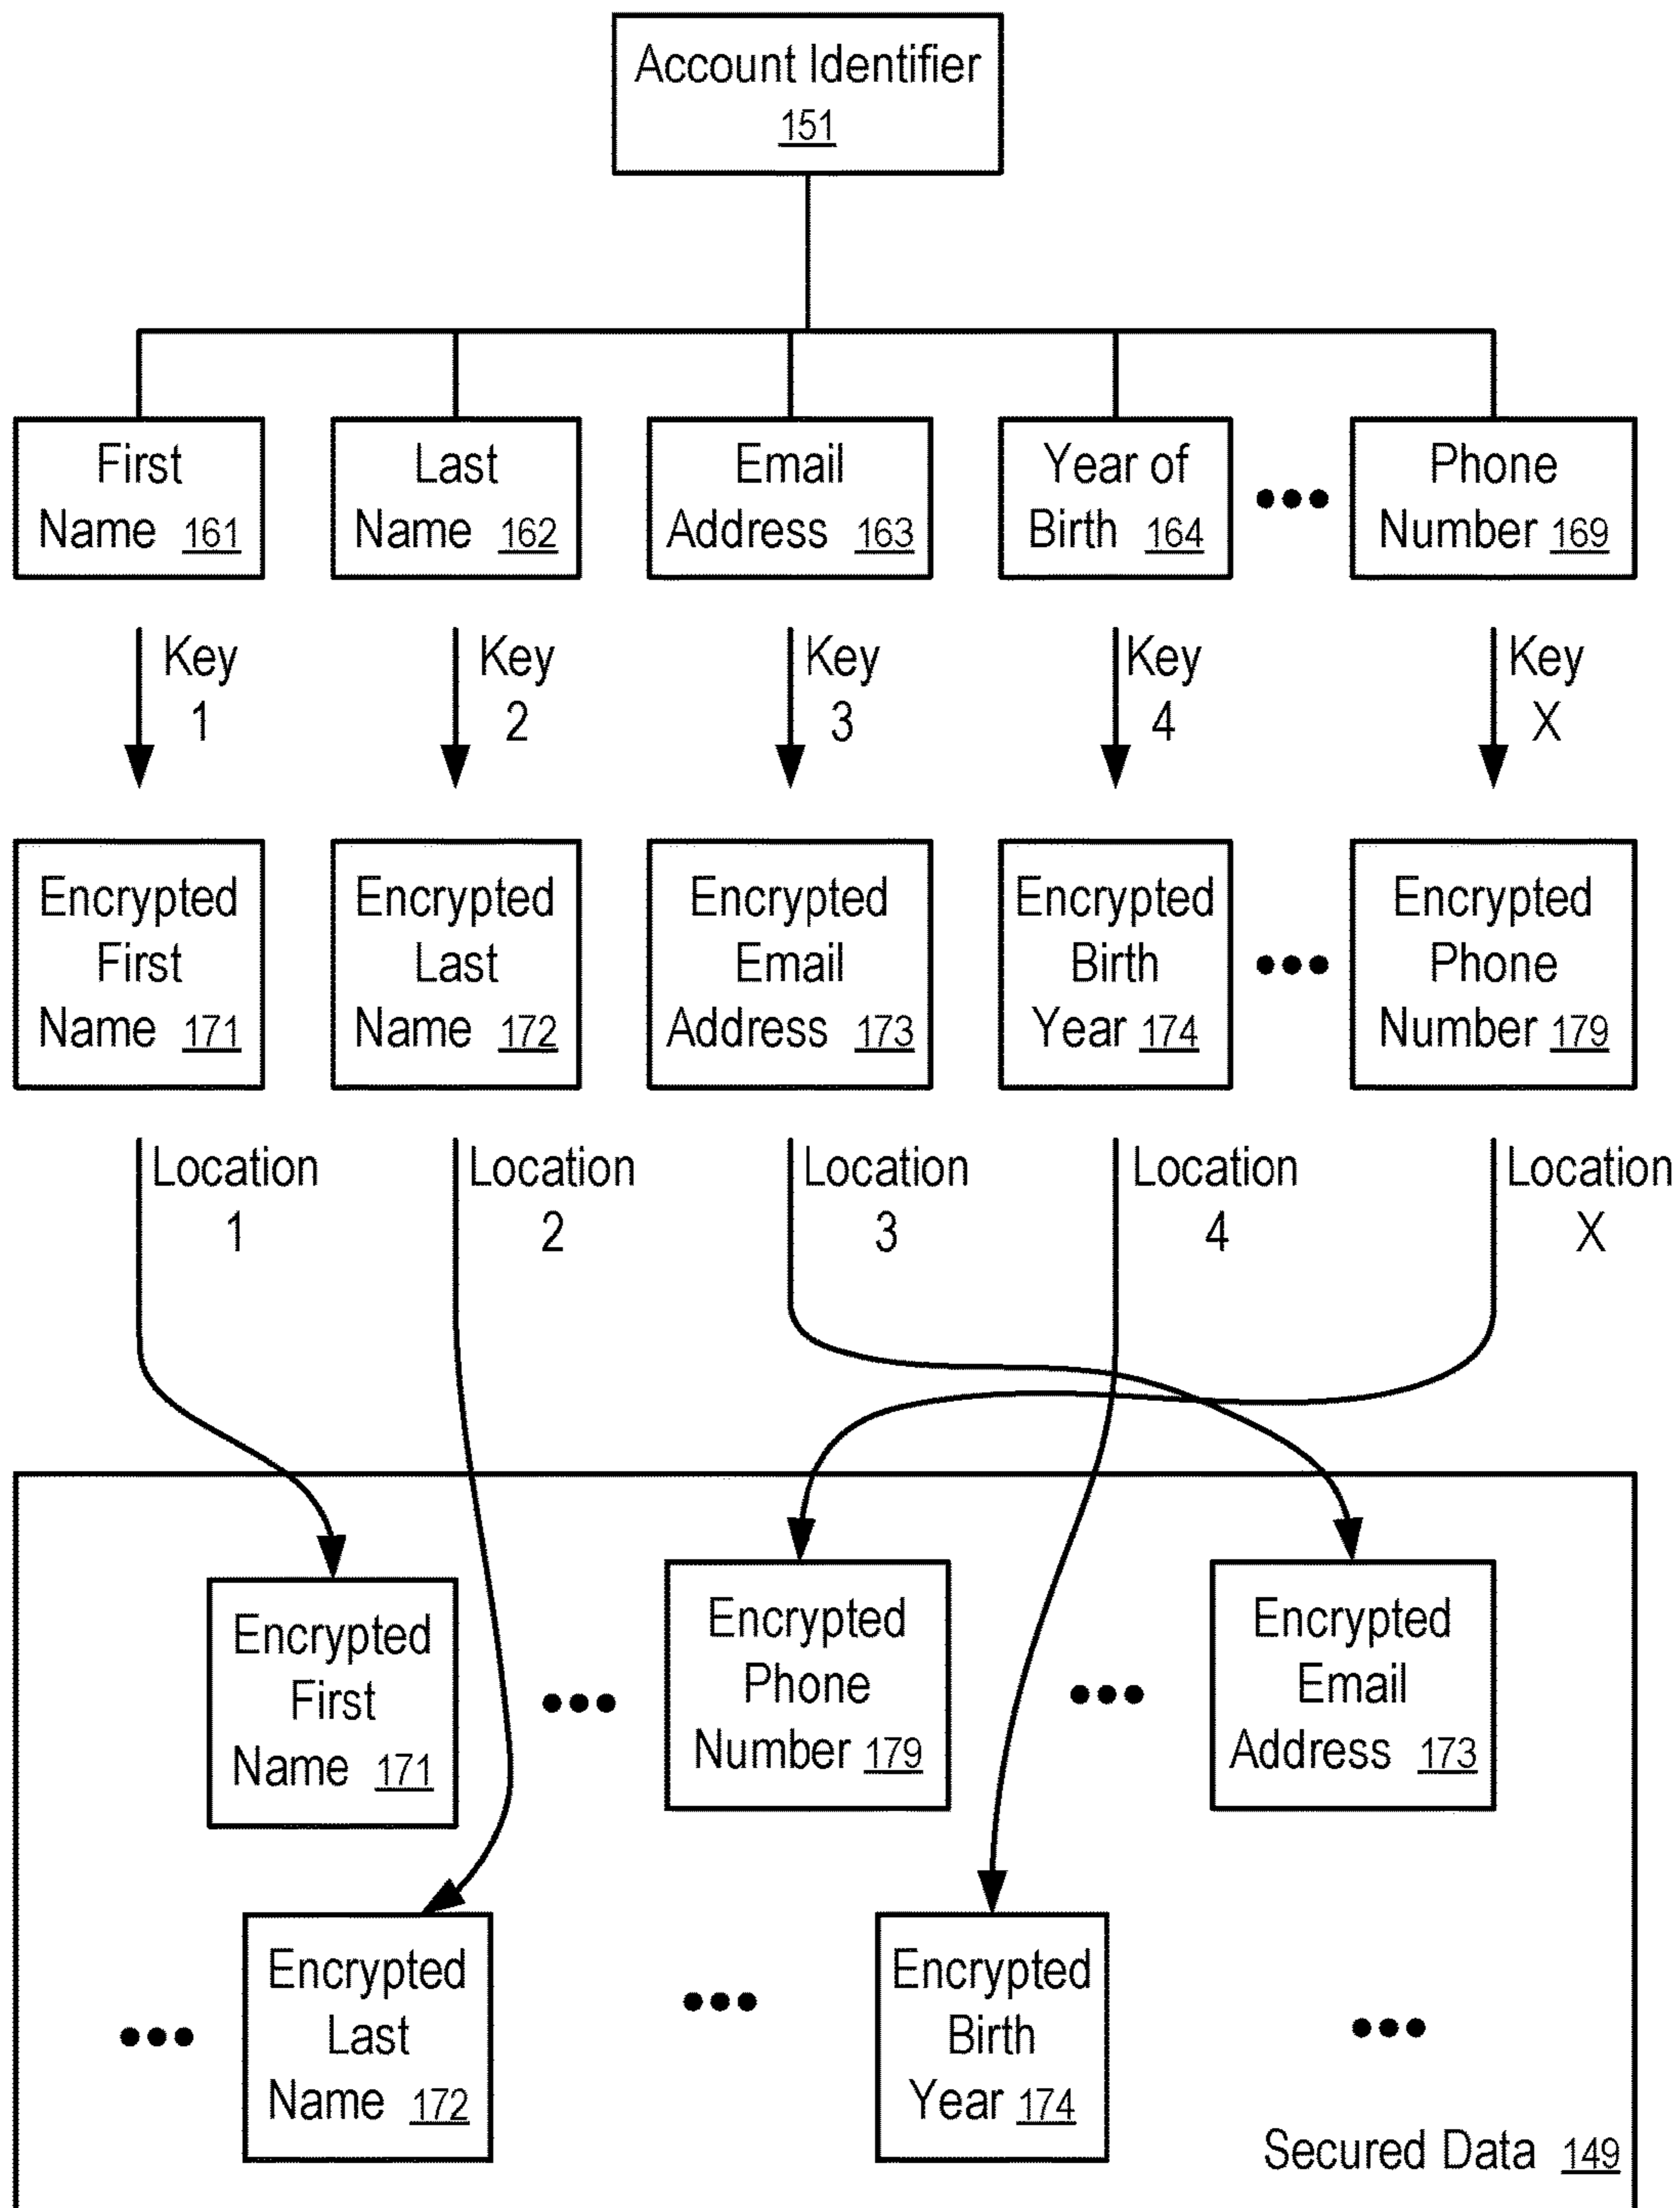 Account Identifier
151
First
Name 161
Last
Name 162
Email
Address 163
Year of
Birth 164
Phone
Number 169
Key
1
Key
2
Key
3
Key
4
Key
X
Encrypted
First
Name 171
Encrypted
Last
Name 172
Encrypted
Email
Address 173
Encrypted
Birth
Year 174
Encrypted
Phone
Number 179
Location
1
Location
2
Location
3
Location
4
Location
X
Encrypted
First
Name 171
Encrypted
Phone
Number 179
Encrypted
Email
Address 173
Encrypted
Last
Name 172
Encrypted
Birth
Year 174
Secured Data 149